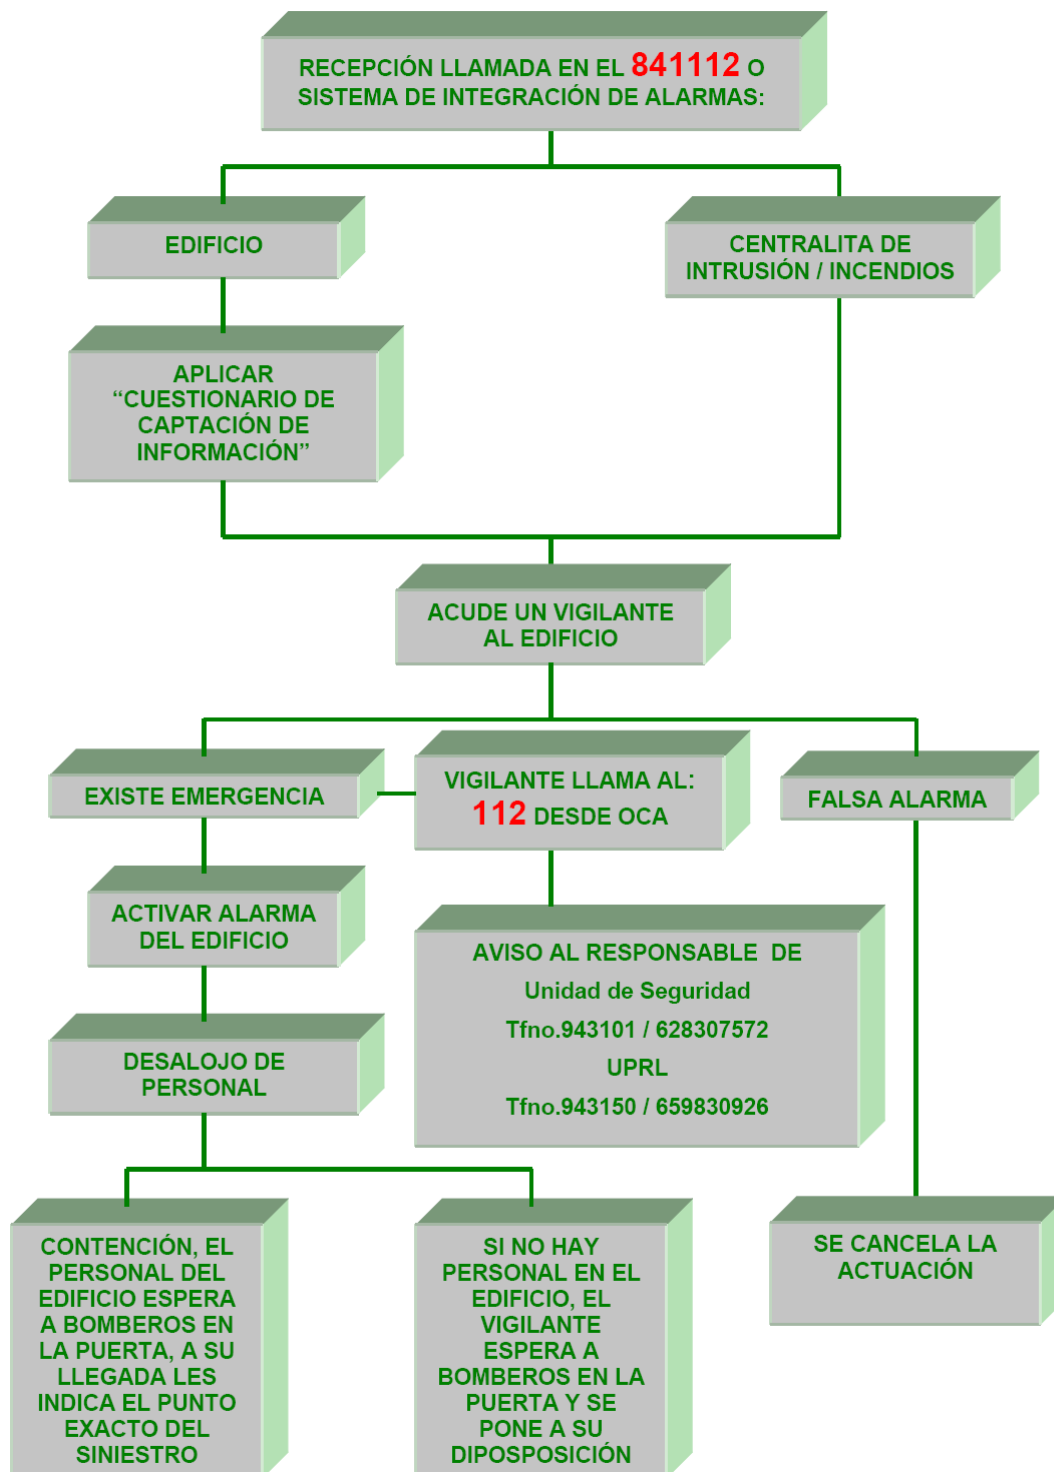 RECEPCIÓN LLAMADA EN EL 841112 O
SISTEMA DE INTEGRACIÓN DE ALARMAS:
EDIFICIO
CENTRALITA DE
INTRUSIÓN / INCENDIOS
APLICAR
“CUESTIONARIO DE
CAPTACIÓN DE
INFORMACIÓN”
ACUDE UN VIGILANTE
AL EDIFICIO
EXISTE EMERGENCIA
VIGILANTE LLAMA AL:
112 DESDE OCA
FALSA ALARMA
ACTIVAR ALARMA
DEL EDIFICIO
AVISO AL RESPONSABLE DE
Unidad de Seguridad
Tfno.943101 / 628307572
UPRL
Tfno.943150 / 659830926
DESALOJO DE
PERSONAL
CONTENCIÓN, EL
PERSONAL DEL
EDIFICIO ESPERA
A BOMBEROS EN
LA PUERTA, A SU
LLEGADA LES
INDICA EL PUNTO
EXACTO DEL
SINIESTRO
SI NO HAY
PERSONAL EN EL
EDIFICIO, EL
VIGILANTE
ESPERA A
BOMBEROS EN LA
PUERTA Y SE
PONE A SU
DIPOSPOSICIÓN
SE CANCELA LA
ACTUACIÓN